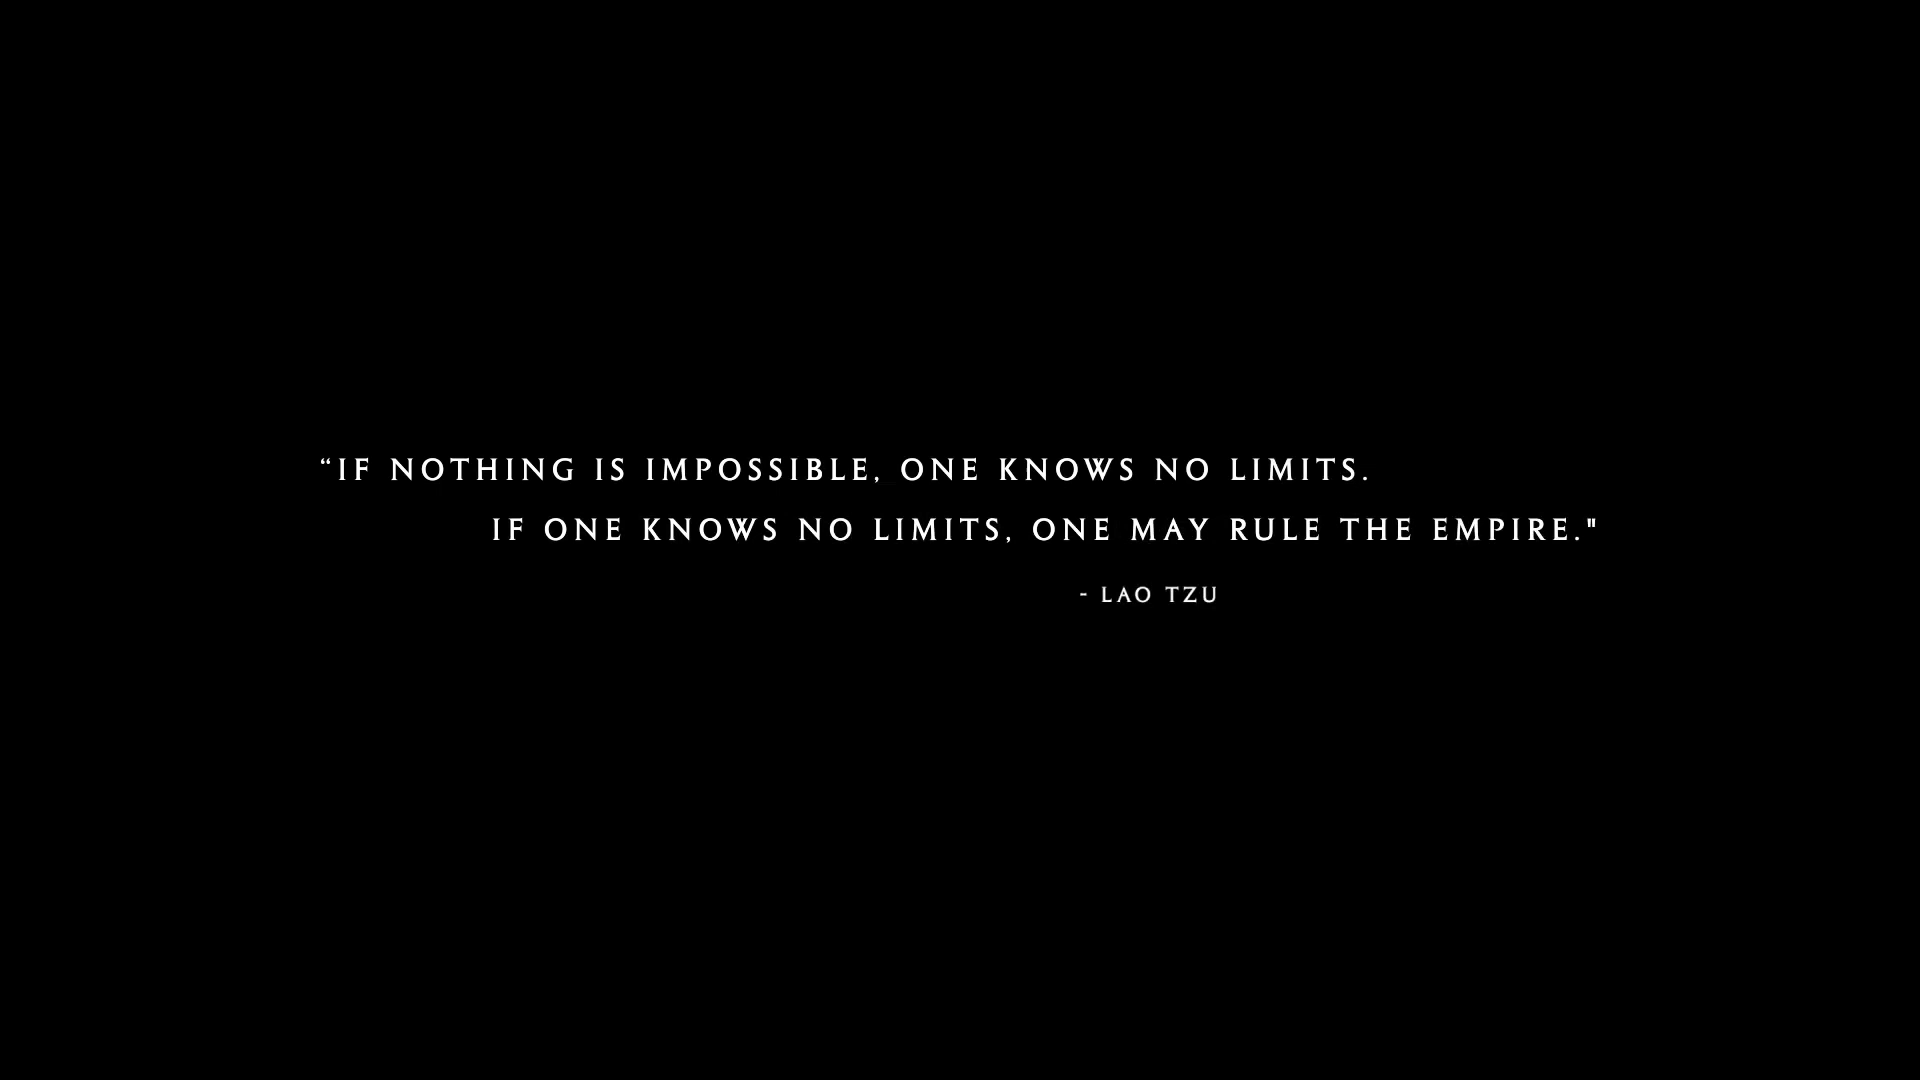 “IF NOTHING IS IMPOSSIBLE, ONE KNOWS NO LIMITS.
IF ONE KNOWS NO LIMITS, ONE MAY RULE THE EMPIRE."
- LAO TZU